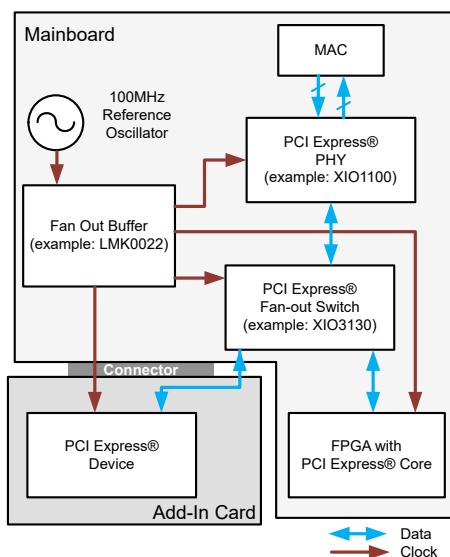 Mainboard
MAC
100MHz
Reference
Oscillator
PCI Express®
PHY
(example: XIO1100)
Fan Out Buffer
(example: LMK0022)
PCI Express®
Fan-out Switch
(example: XIO3130)
Connector
PCI Express®
Device
FPGA with
PCI Express® Core
Add-In Card
Data
Clock